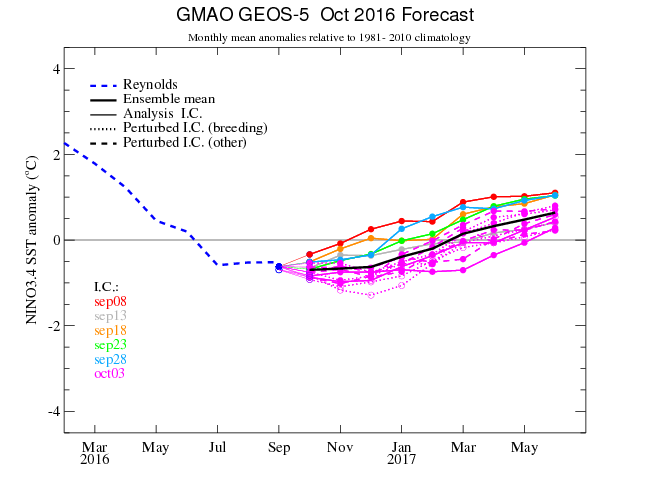 GMAO GEOS-5  Oct 2016 Forecast
Monthly mean anomalies relative to 1981- 2010 climatology
NINO3.4 SST anomaly (°C)
4
2
0
-2
-4
Reynolds
Ensemble mean
Analysis  I.C.
Perturbed I.C. (breeding)
Perturbed I.C. (other)
I.C.:
sep08
sep13
sep18
sep23
sep28
oct03
Mar May Jul Sep Nov Jan Mar May
2016 2017